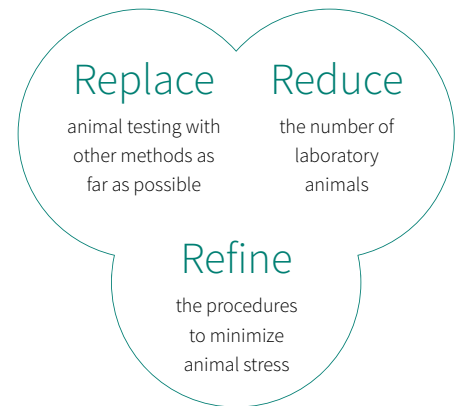 Replace
animal testing with
other methods as
far as possible
Reduce
the number of
laboratory
animals
Refine
the procedures
to minimize
animal stress